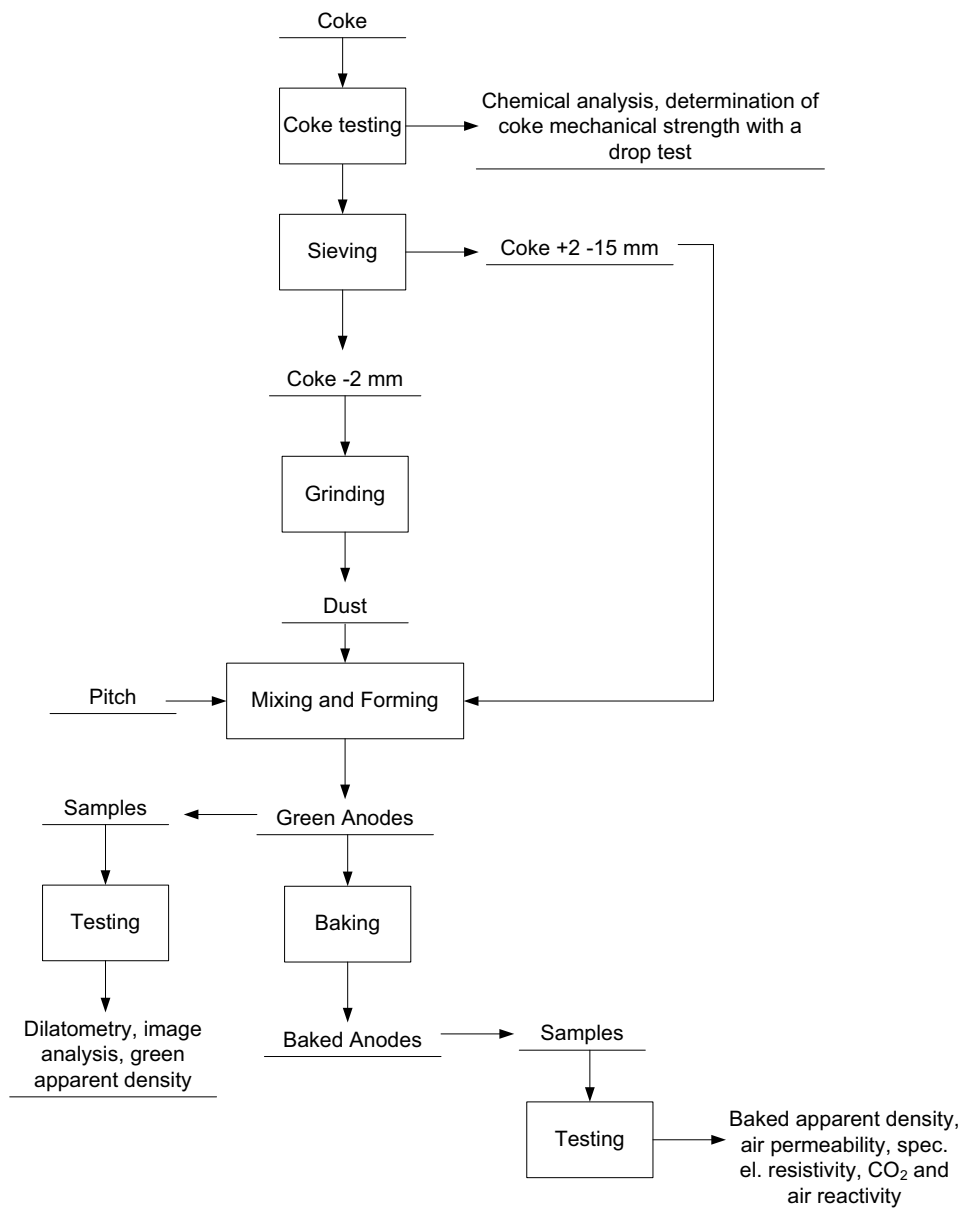 Coke
Coke testing
Chemical analysis, determination of
coke mechanical strength with a
drop test
Sieving
Coke +2 -15 mm
Coke -2 mm
Grinding
Dust
Pitch
Mixing and Forming
Samples
Green Anodes
Testing
Baking
Dilatometry, image
analysis, green
apparent density
Baked Anodes
Samples
Testing
Baked apparent density,
air permeability, spec.
el. resistivity, CO₂ and
air reactivity